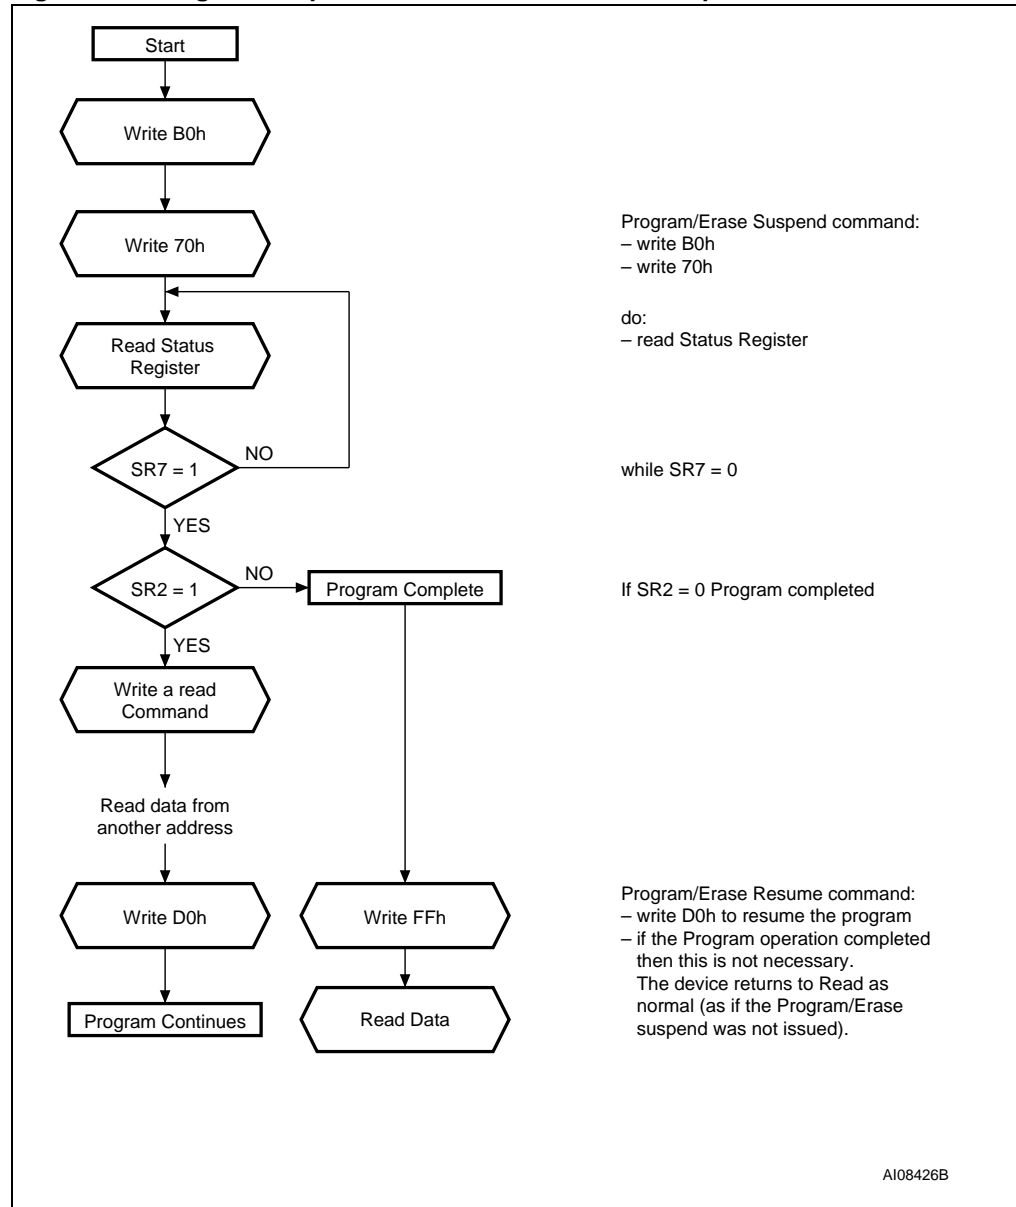 Start
Write B0h
Write 70h
Program/Erase Suspend command:
– write B0h
– write 70h
do:
– read Status Register
Read Status
Register
NO
SR7 = 1
while SR7 = 0
YES
NO
SR2 = 1
Program Complete
If SR2 = 0 Program completed
YES
Write a read
Command
Read data from
another address
Write D0h
Write FFh
Program/Erase Resume command:
– write D0h to resume the program
– if the Program operation completed
then this is not necessary.
The device returns to Read as
normal (as if the Program/Erase
suspend was not issued).
Program Continues
Read Data
AI08426B